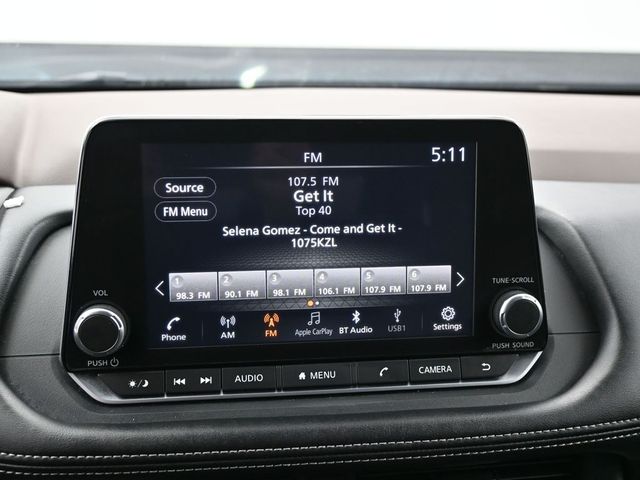 FM
5:11
Source
FM Menu
107.5 FM
Get It
Top 40
Selena Gomez - Come and Get It -
1075KZL
1 2 3 4 5 6
98.3 FM 90.1 FM 98.1 FM 106.1 FM 107.9 FM 107.9 FM
Phone AM FM Apple CarPlay BT Audio USB1 Settings
VOL
PUSH
TUNE·SCROLL
PUSH SOUND
AUDIO MENU CAMERA